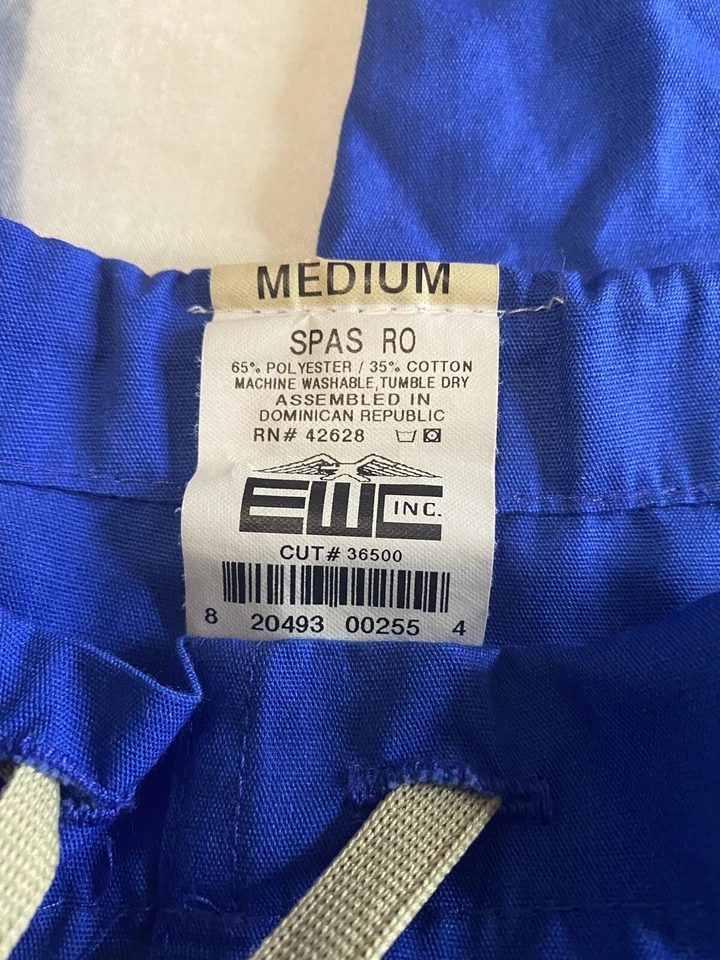 MEDIUM
SPAS RO
65% POLYESTER / 35% COTTON
MACHINE WASHABLE, TUMBLE DRY
ASSEMBLED IN
DOMINICAN REPUBLIC
RN# 42628
EWC INC.
CUT# 36500
8 20493 00255 4